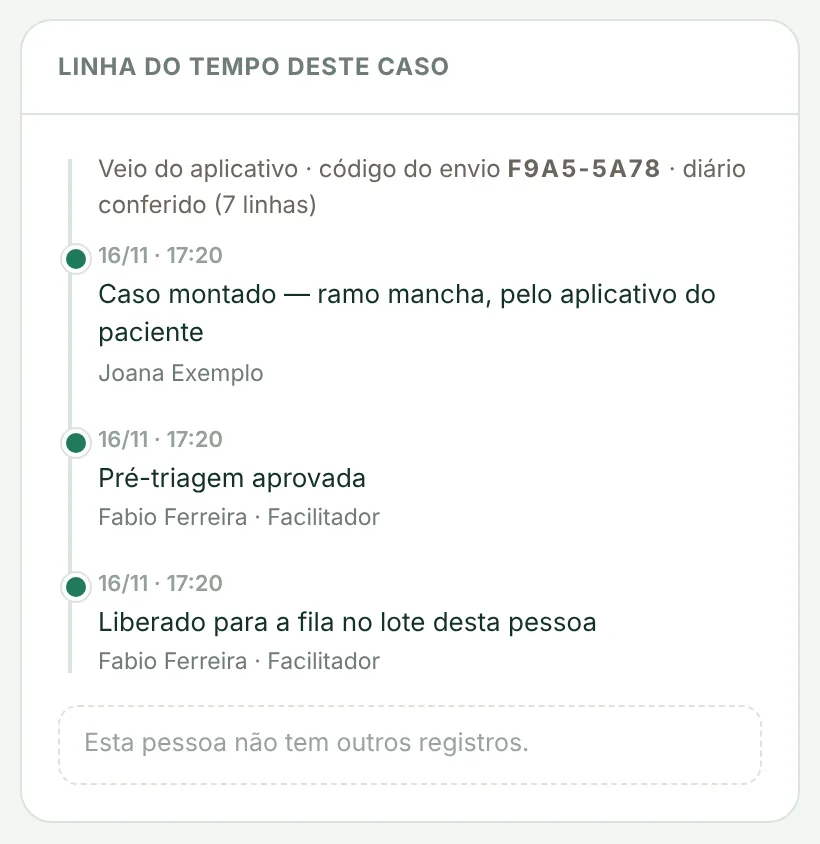 LINHA DO TEMPO DESTE CASO
Veio do aplicativo · código do envio F9A5-5A78 · diário
conferido (7 linhas)
16/11 · 17:20
Caso montado — ramo mancha, pelo aplicativo do
paciente
Joana Exemplo
16/11 · 17:20
Pré-triagem aprovada
Fabio Ferreira · Facilitador
16/11 · 17:20
Liberado para a fila no lote desta pessoa
Fabio Ferreira · Facilitador
Esta pessoa não tem outros registros.